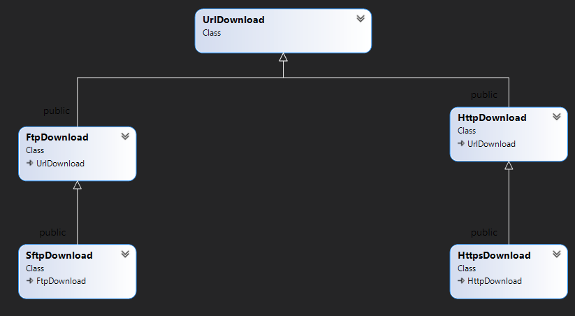 UrlDownload
Class
public
public
FtpDownload
Class
UrlDownload
HttpDownload
Class
UrlDownload
public
public
SftpDownload
Class
FtpDownload
HttpsDownload
Class
HttpDownload